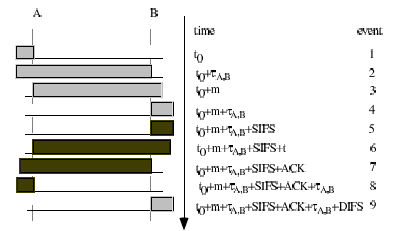 A B
time event
t0 1
t0+τA,B 2
t0+m 3
t0+m+τA,B 4
t0+m+τA,B+SIFS 5
t0+m+τA,B+SIFS+t 6
t0+m+τA,B+SIFS+ACK 7
t0+m+τA,B+SIFS+ACK+τA,B 8
t0+m+τA,B+SIFS+ACK+τA,B+DIFS 9